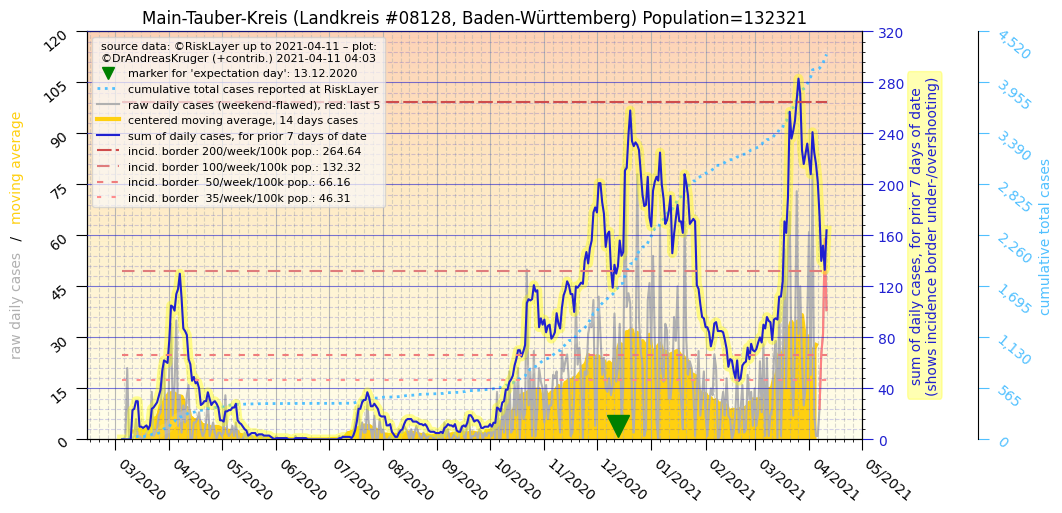 Main-Tauber-Kreis (Landkreis #08128, Baden-Württemberg) Population=132321
source data: ©RiskLayer up to 2021-04-11 – plot:
©DrAndreasKruger (+contrib.) 2021-04-11 04:03
marker for 'expectation day': 13.12.2020
cumulative total cases reported at RiskLayer
raw daily cases (weekend-flawed), red: last 5
centered moving average, 14 days cases
sum of daily cases, for prior 7 days of date
incid. border 200/week/100k pop.: 264.64
incid. border 100/week/100k pop.: 132.32
incid. border  50/week/100k pop.: 66.16
incid. border  35/week/100k pop.: 46.31
raw daily cases  /  moving average
120
105
90
75
60
45
30
15
0
03/2020
04/2020
05/2020
06/2020
07/2020
08/2020
09/2020
10/2020
11/2020
12/2020
01/2021
02/2021
03/2021
04/2021
05/2021
320
280
240
200
160
120
80
40
0
sum of daily cases, for prior 7 days of date
(shows incidence border under-/overshooting)
4,520
3,955
3,390
2,825
2,260
1,695
1,130
565
0
cumulative total cases